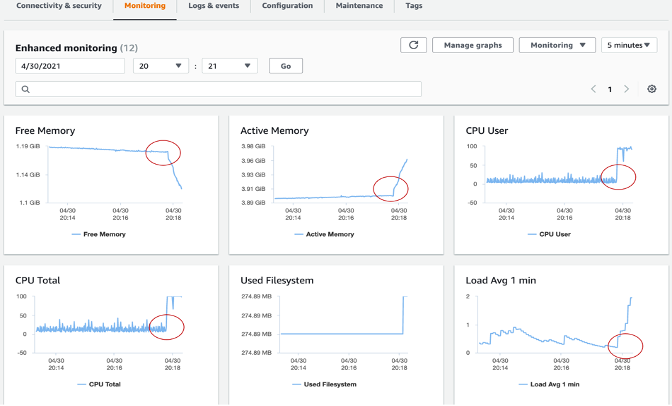 Connectivity & security Monitoring Logs & events Configuration Maintenance Tags
Enhanced monitoring (12)
Manage graphs Monitoring 5 minutes
4/30/2021 20 : 21 Go
1
Free Memory
1.19 GiB
1.14 GiB
1.1 GiB
04/30 04/30 04/30
20:14 20:16 20:18
Free Memory
Active Memory
3.98 GiB
3.96 GiB
3.93 GiB
3.91 GiB
3.89 GiB
04/30 04/30 04/30
20:14 20:16 20:18
Active Memory
CPU User
100
50
0
-50
04/30 04/30 04/30
20:14 20:16 20:18
CPU User
CPU Total
100
50
0
-50
04/30 04/30 04/30
20:14 20:16 20:18
CPU Total
Used Filesystem
274.89 MB
274.89 MB
274.89 MB
274.89 MB
04/30 04/30 04/30
20:14 20:16 20:18
Used Filesystem
Load Avg 1 min
2
1
0
04/30 04/30 04/30
20:14 20:16 20:18
Load Avg 1 min